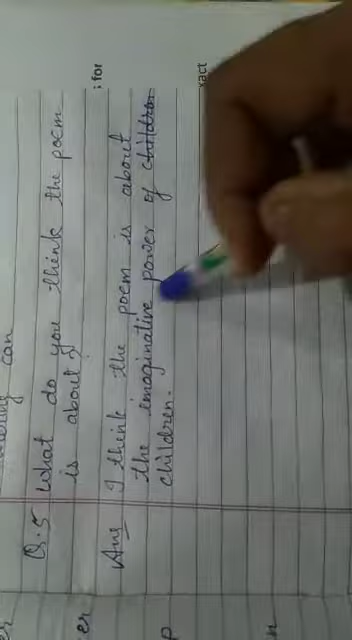 Q.5 What do you think the poem
is about?
Ans I think the poem is about
the imaginative power of children
children.